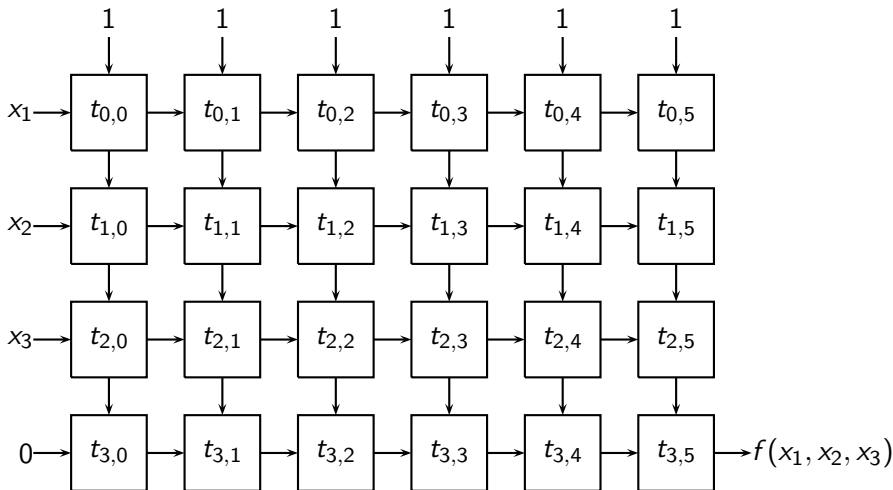 1 1 1 1 1 1
x₁ t₀,₀ t₀,₁ t₀,₂ t₀,₃ t₀,₄ t₀,₅
x₂ t₁,₀ t₁,₁ t₁,₂ t₁,₃ t₁,₄ t₁,₅
x₃ t₂,₀ t₂,₁ t₂,₂ t₂,₃ t₂,₄ t₂,₅
0 t₃,₀ t₃,₁ t₃,₂ t₃,₃ t₃,₄ t₃,₅ f(x₁, x₂, x₃)